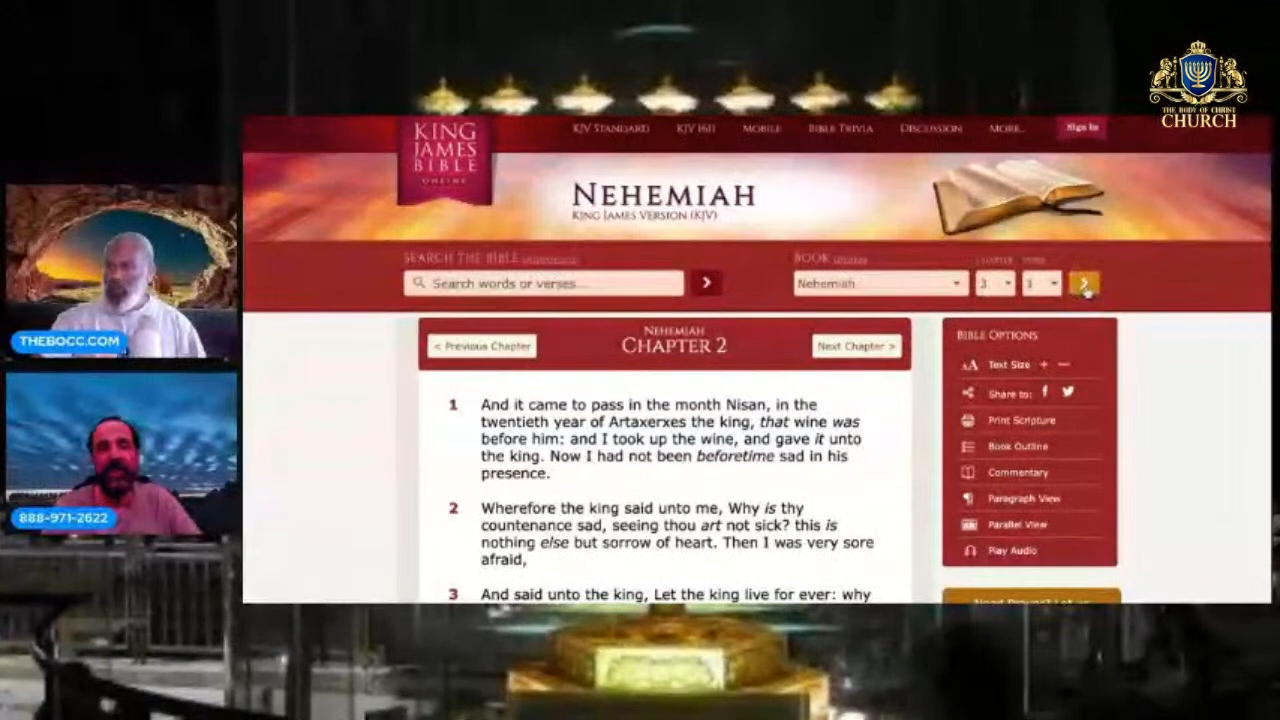 THE BODY OF CHRIST
CHURCH
KING
JAMES
BIBLE
ONLINE
KJV STANDARD
KJV 1611
MOBILE
BIBLE TRIVIA
DISCUSSION
MORE...
Sign In
NEHEMIAH
KING JAMES VERSION (KJV)
SEARCH THE BIBLE
Search words or verses...
BOOK
CHAPTER
Nehemiah
3
1
THEBOCC.COM
888-971-2622
< Previous Chapter
NEHEMIAH
CHAPTER 2
Next Chapter >
1 And it came to pass in the month Nisan, in the
twentieth year of Artaxerxes the king, that wine was
before him: and I took up the wine, and gave it unto
the king. Now I had not been beforetime sad in his
presence.
2 Wherefore the king said unto me, Why is thy
countenance sad, seeing thou art not sick? this is
nothing else but sorrow of heart. Then I was very sore
afraid,
3 And said unto the king, Let the king live for ever: why
BIBLE OPTIONS
AA Text Size + −
Share to:
Print Scripture
Book Outline
Commentary
Paragraph View
Parallel View
Play Audio
Need Prayer? Let us